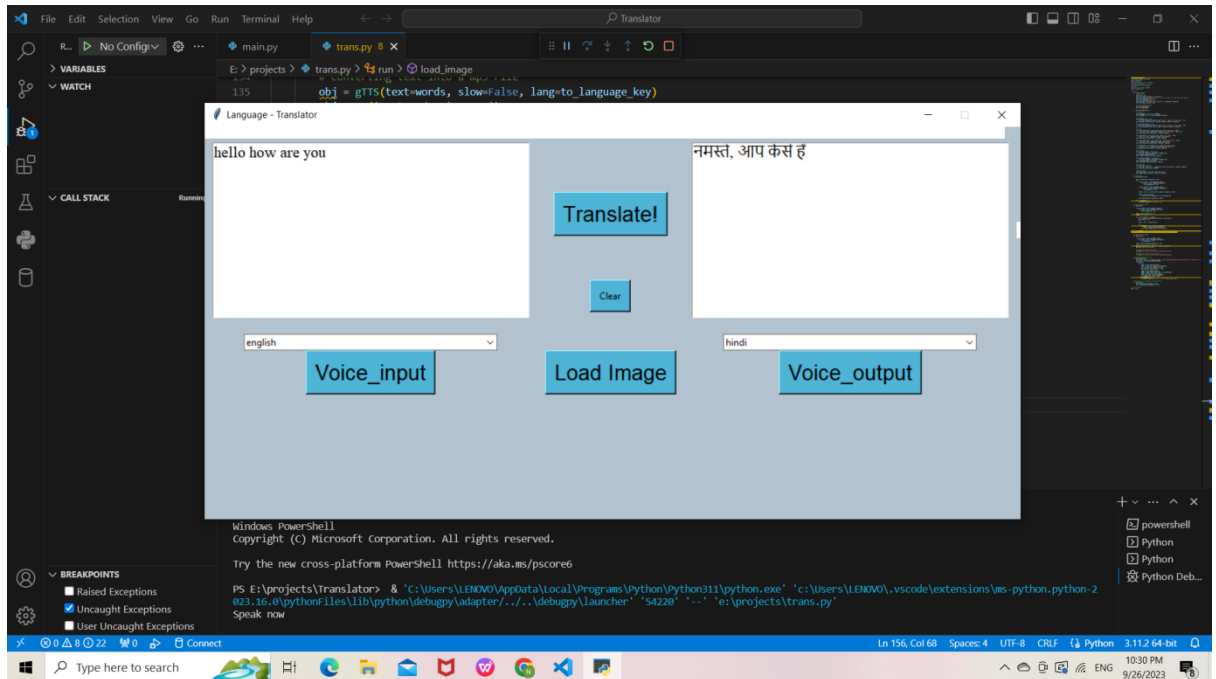 File Edit Selection View Go Run Terminal Help
Translator
R... No Config
main.py
trans.py 8
VARIABLES
E: > projects > trans.py > run > load_image
WATCH
135 obj = gTTS(text=words, slow=False, lang=to_language_key)
Language - Translator
hello how are you
नमस्ते, आप कैसे हैं
Translate!
CALL STACK
Running
Clear
english
hindi
Voice_input
Load Image
Voice_output
Windows PowerShell
Copyright (C) Microsoft Corporation. All rights reserved.
Try the new cross-platform PowerShell https://aka.ms/pscore6
PS E:\projects\Translator> & 'C:\Users\LENOVO\AppData\Local\Programs\Python\Python311\python.exe' 'c:\Users\LENOVO\.vscode\extensions\ms-python.python-2
023.16.0\pythonFiles\lib\python\debugpy\adapter/../..\debugpy\launcher' '54220' '--' 'e:\projects\trans.py'
Speak now
powershell
Python
Python
Python Deb...
BREAKPOINTS
Raised Exceptions
Uncaught Exceptions
User Uncaught Exceptions
0 8 22 0 Connect
Ln 156, Col 68 Spaces: 4 UTF-8 CRLF Python 3.11.2 64-bit
Type here to search
ENG
10:30 PM
9/26/2023
8